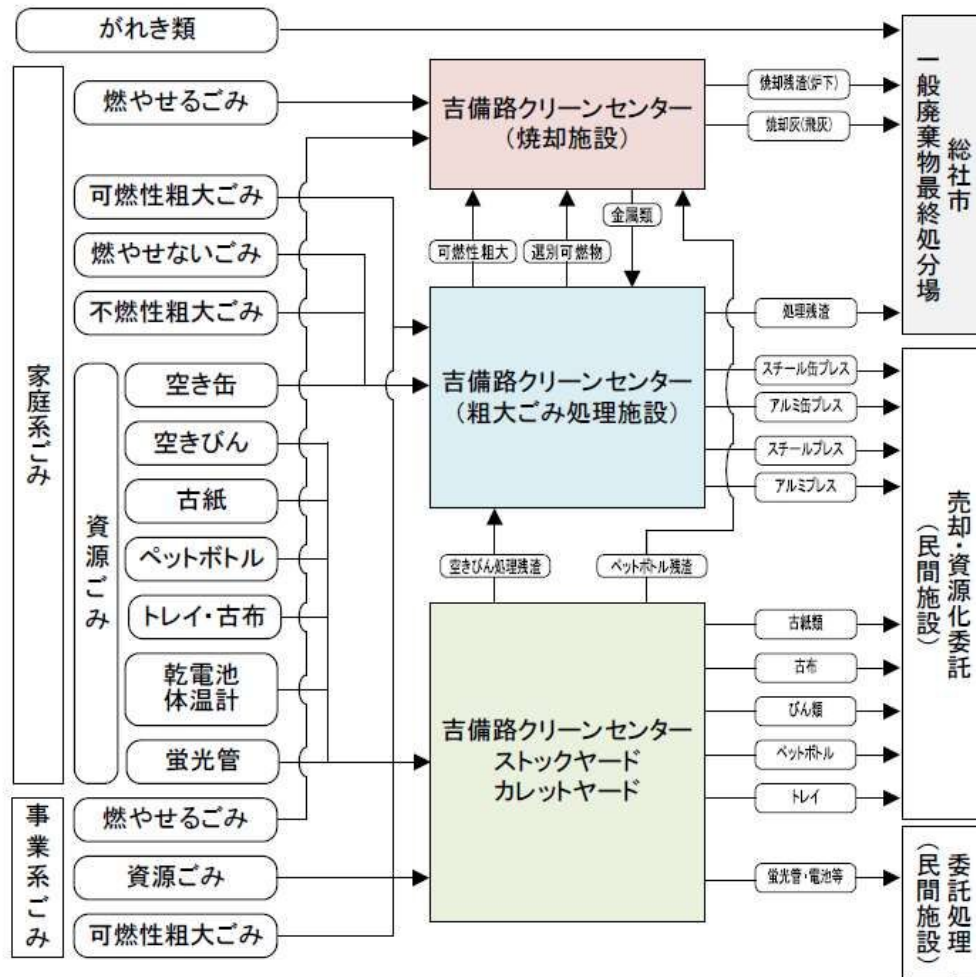 がれき類
家庭系ごみ
燃やせるごみ
可燃性粗大ごみ
燃やせないごみ
不燃性粗大ごみ
資源ごみ
空き缶
空きびん
古紙
ペットボトル
トレイ・古布
乾電池
体温計
蛍光管
事業系ごみ
燃やせるごみ
資源ごみ
可燃性粗大ごみ
吉備路クリーンセンター
(焼却施設)
可燃性粗大
選別可燃物
金属類
吉備路クリーンセンター
(粗大ごみ処理施設)
空きびん処理残渣
ペットボトル残渣
吉備路クリーンセンター
ストックヤード
カレットヤード
焼却残渣(炉下)
焼却灰(飛灰)
処理残渣
スチール缶プレス
アルミ缶プレス
スチールプレス
アルミプレス
古紙類
古布
びん類
ペットボトル
トレイ
蛍光管・電池等
総社市
一般廃棄物最終処分場
売却・資源化委託
(民間施設)
委託処理
(民間施設)